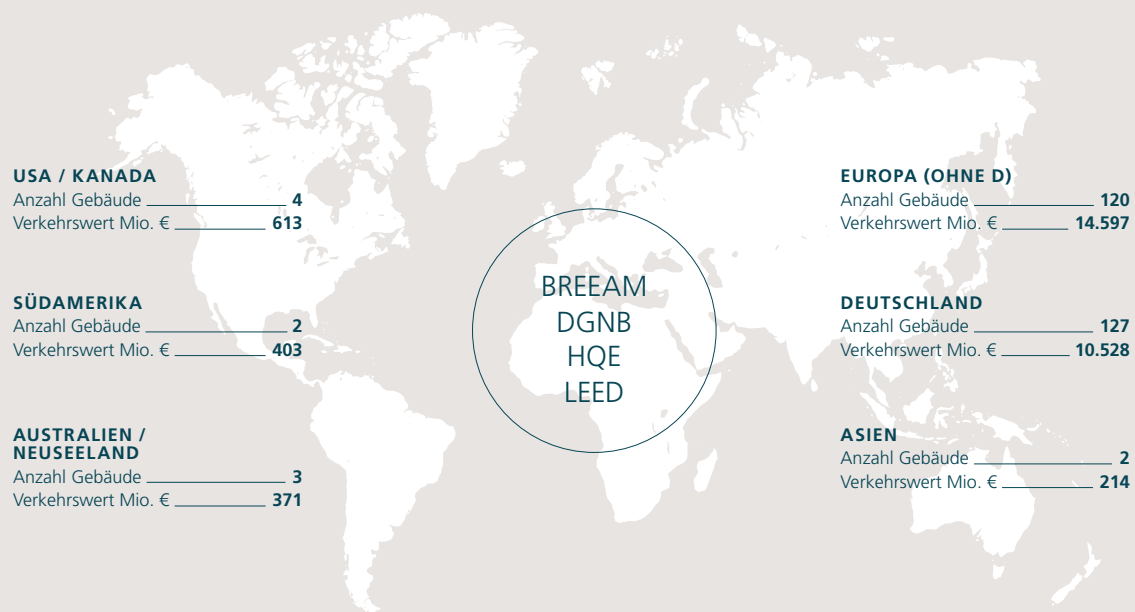 USA / KANADA
Anzahl Gebäude 4
Verkehrswert Mio. € 613
SÜDAMERIKA
Anzahl Gebäude 2
Verkehrswert Mio. € 403
AUSTRALIEN /
NEUSEELAND
Anzahl Gebäude 3
Verkehrswert Mio. € 371
BREEAM
DGNB
HQE
LEED
EUROPA (OHNE D)
Anzahl Gebäude 120
Verkehrswert Mio. € 14.597
DEUTSCHLAND
Anzahl Gebäude 127
Verkehrswert Mio. € 10.528
ASIEN
Anzahl Gebäude 2
Verkehrswert Mio. € 214